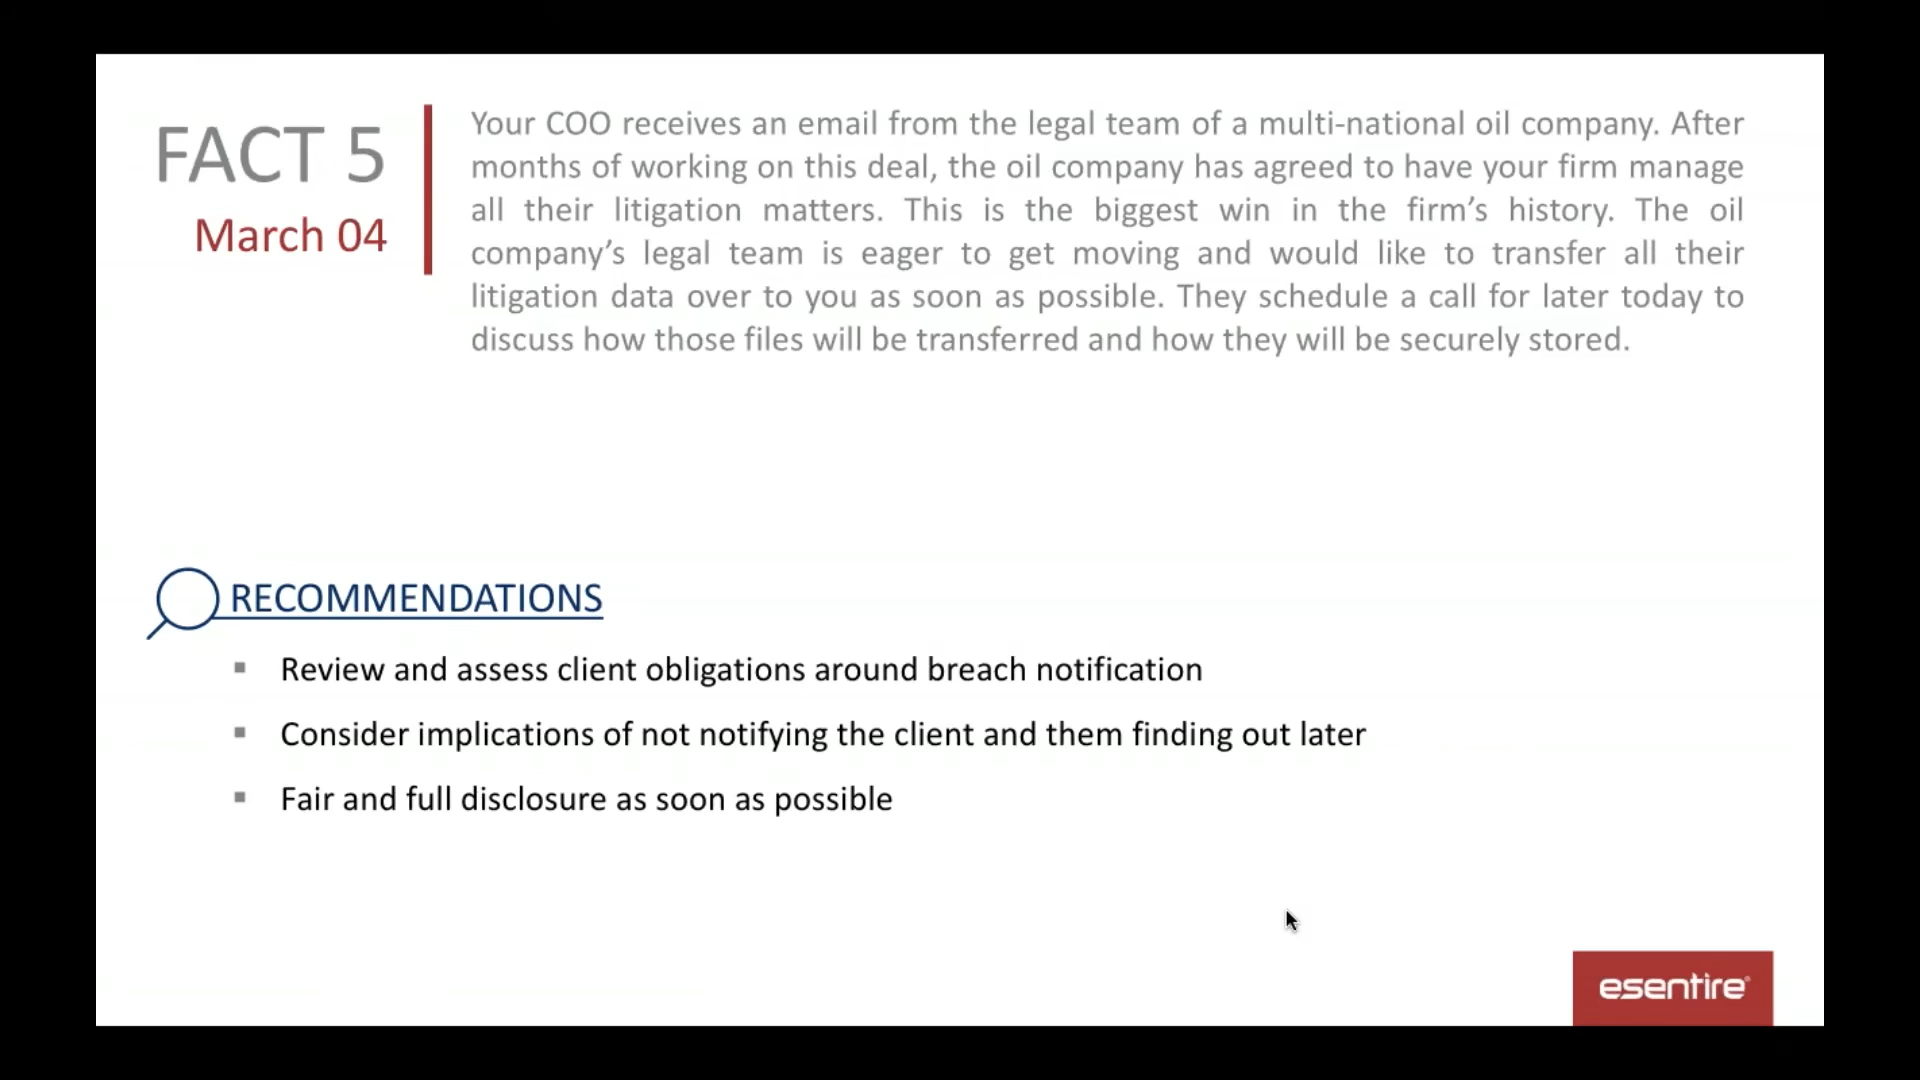 FACT 5
March 04
Your COO receives an email from the legal team of a multi-national oil company. After
months of working on this deal, the oil company has agreed to have your firm manage
all their litigation matters. This is the biggest win in the firm’s history. The oil
company’s legal team is eager to get moving and would like to transfer all their
litigation data over to you as soon as possible. They schedule a call for later today to
discuss how those files will be transferred and how they will be securely stored.
RECOMMENDATIONS
▪ Review and assess client obligations around breach notification
▪ Consider implications of not notifying the client and them finding out later
▪ Fair and full disclosure as soon as possible
esentire®